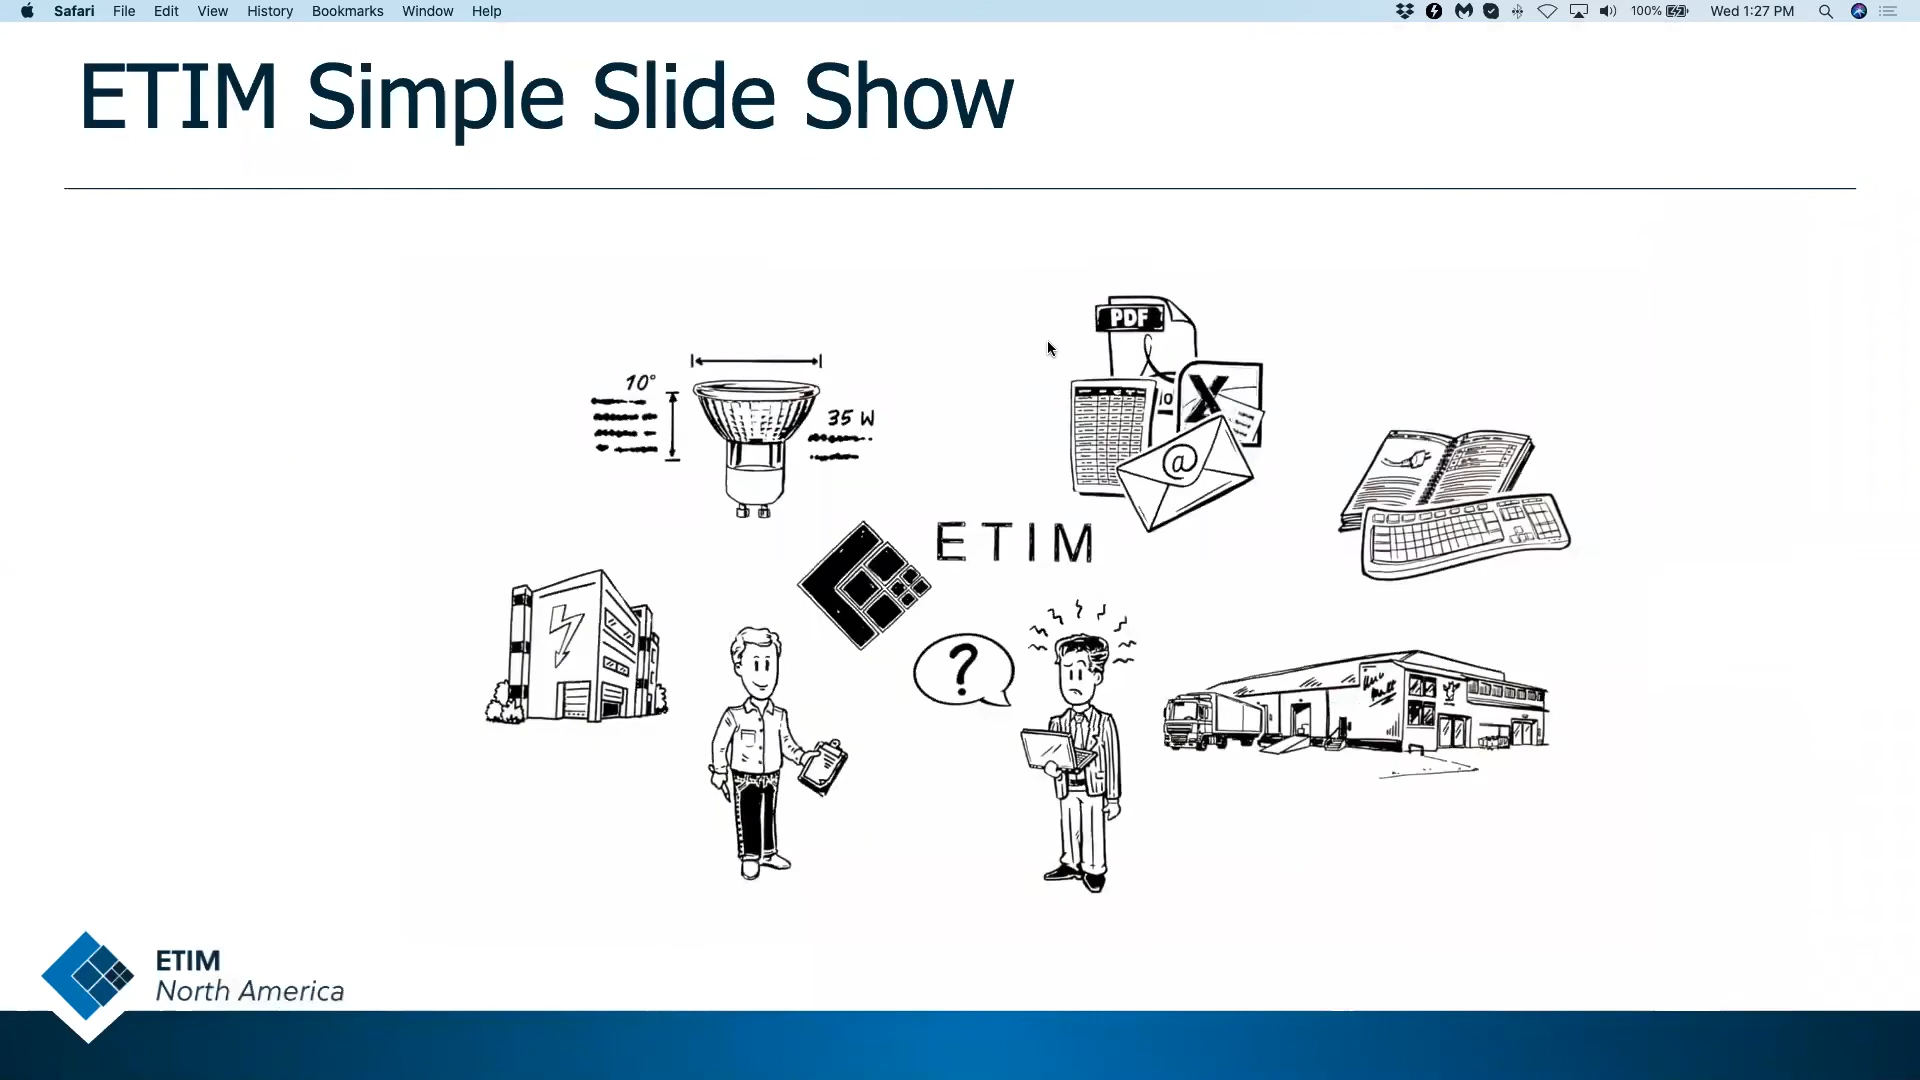 Safari File Edit View History Bookmarks Window Help 100% Wed 1:27 PM
ETIM Simple Slide Show
PDF
10°
35 W
X
@
ETIM
?
ETIM
North America